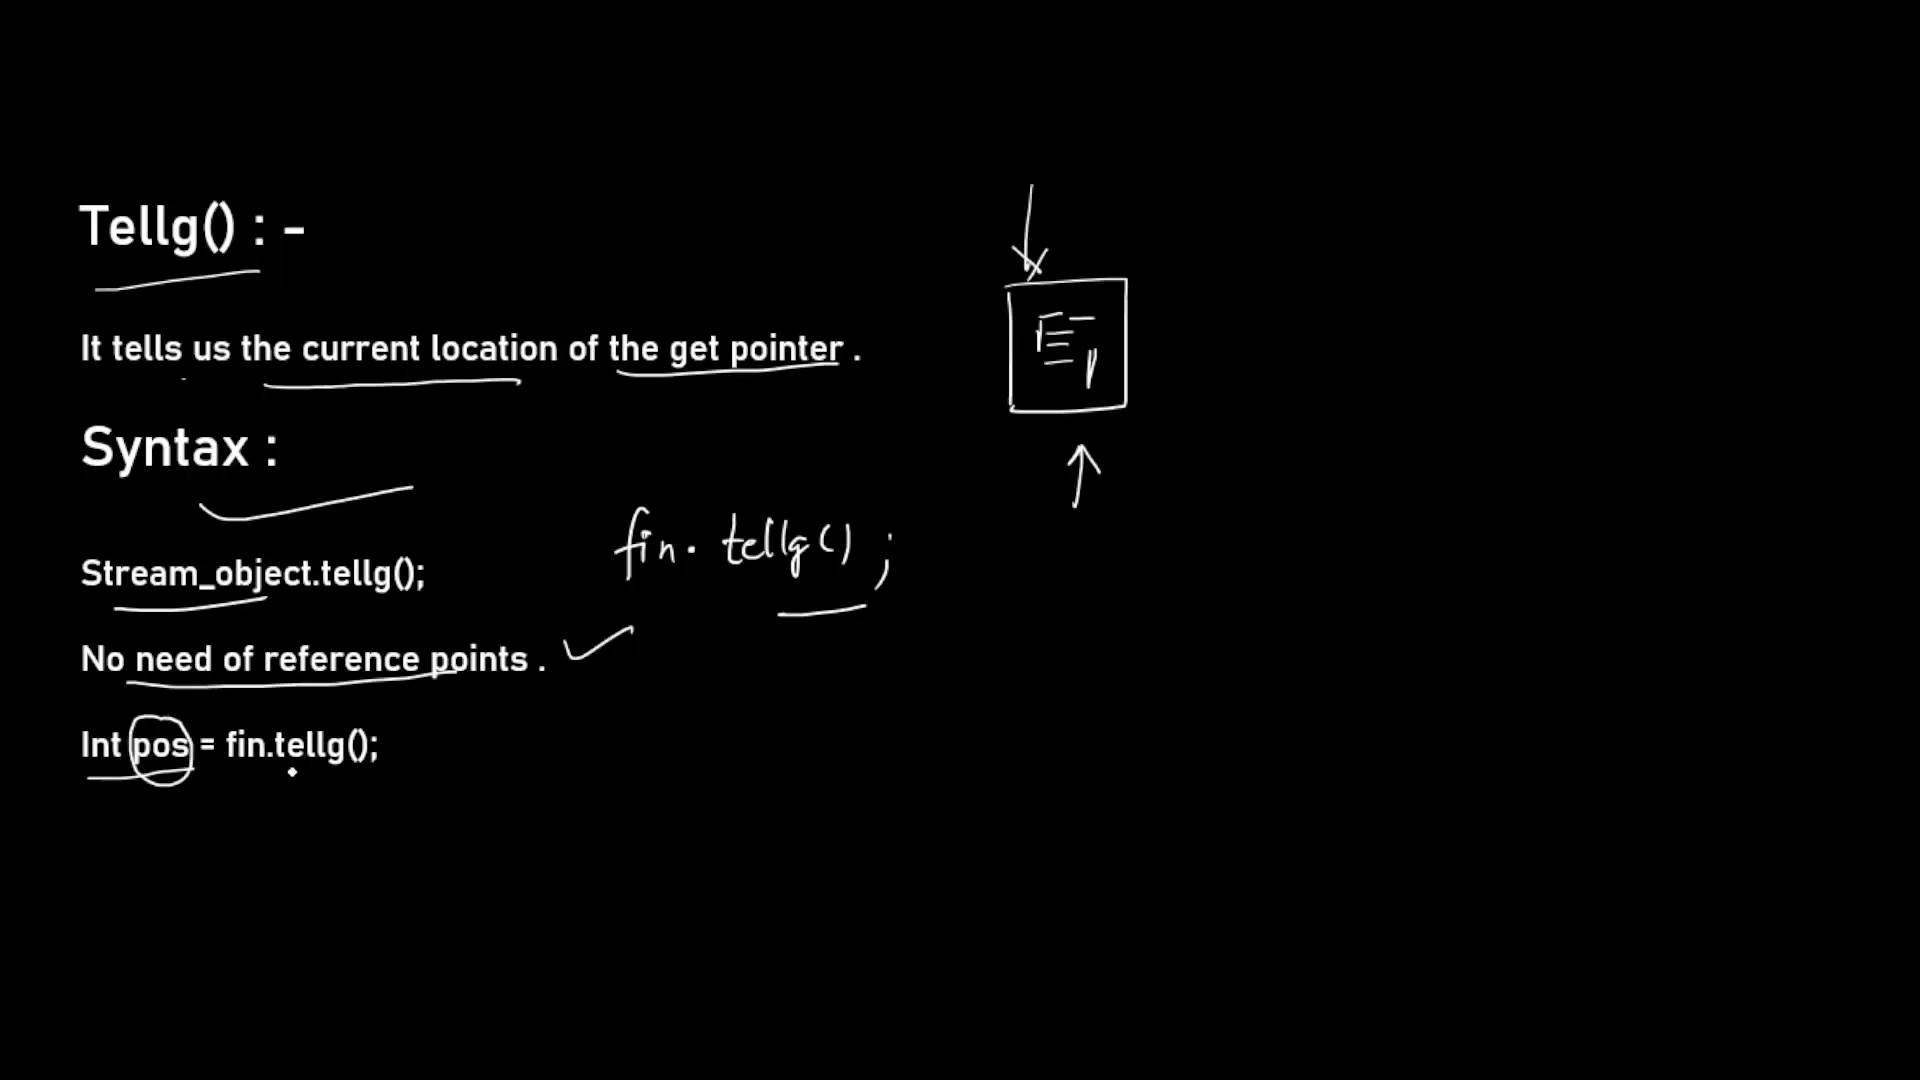 Tellg() : -
It tells us the current location of the get pointer .
Syntax :
Stream_object.tellg();
fin. tellg() ;
No need of reference points .
Int pos = fin.tellg();